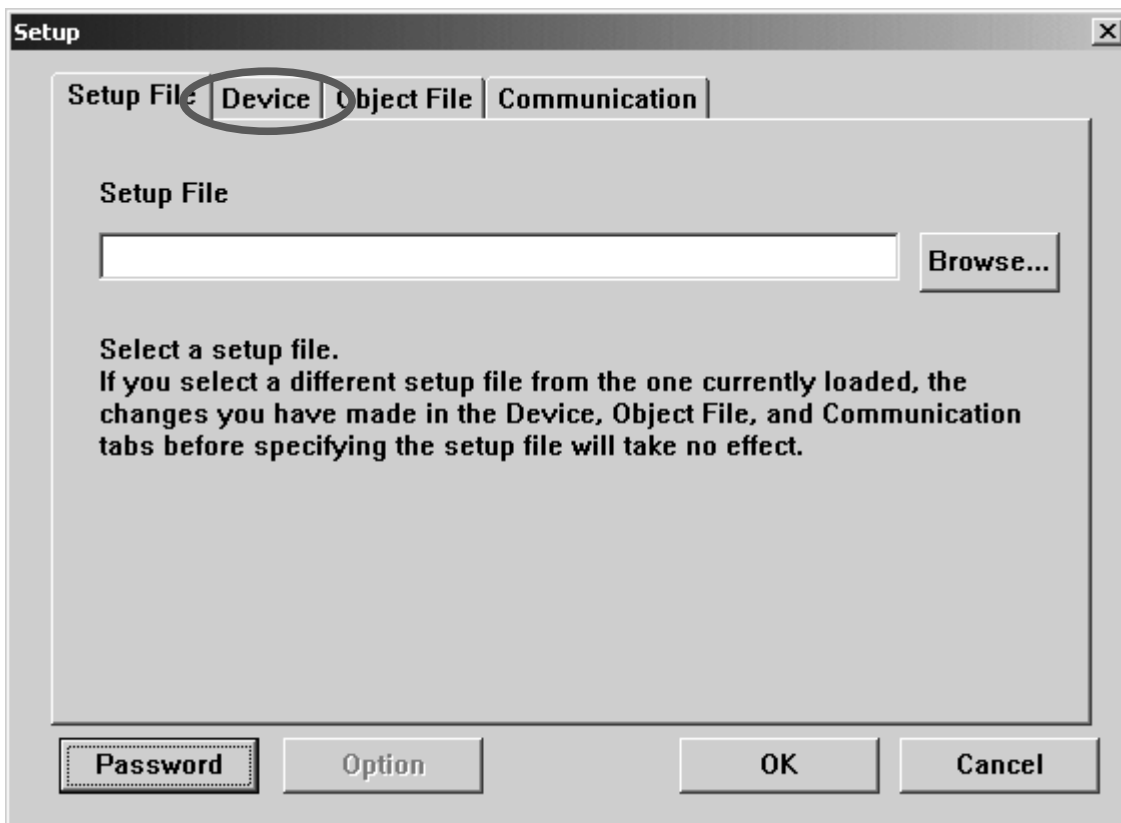 Setup
Setup File Device Object File Communication
Setup File
Browse...
Select a setup file.
If you select a different setup file from the one currently loaded, the
changes you have made in the Device, Object File, and Communication
tabs before specifying the setup file will take no effect.
Password Option OK Cancel